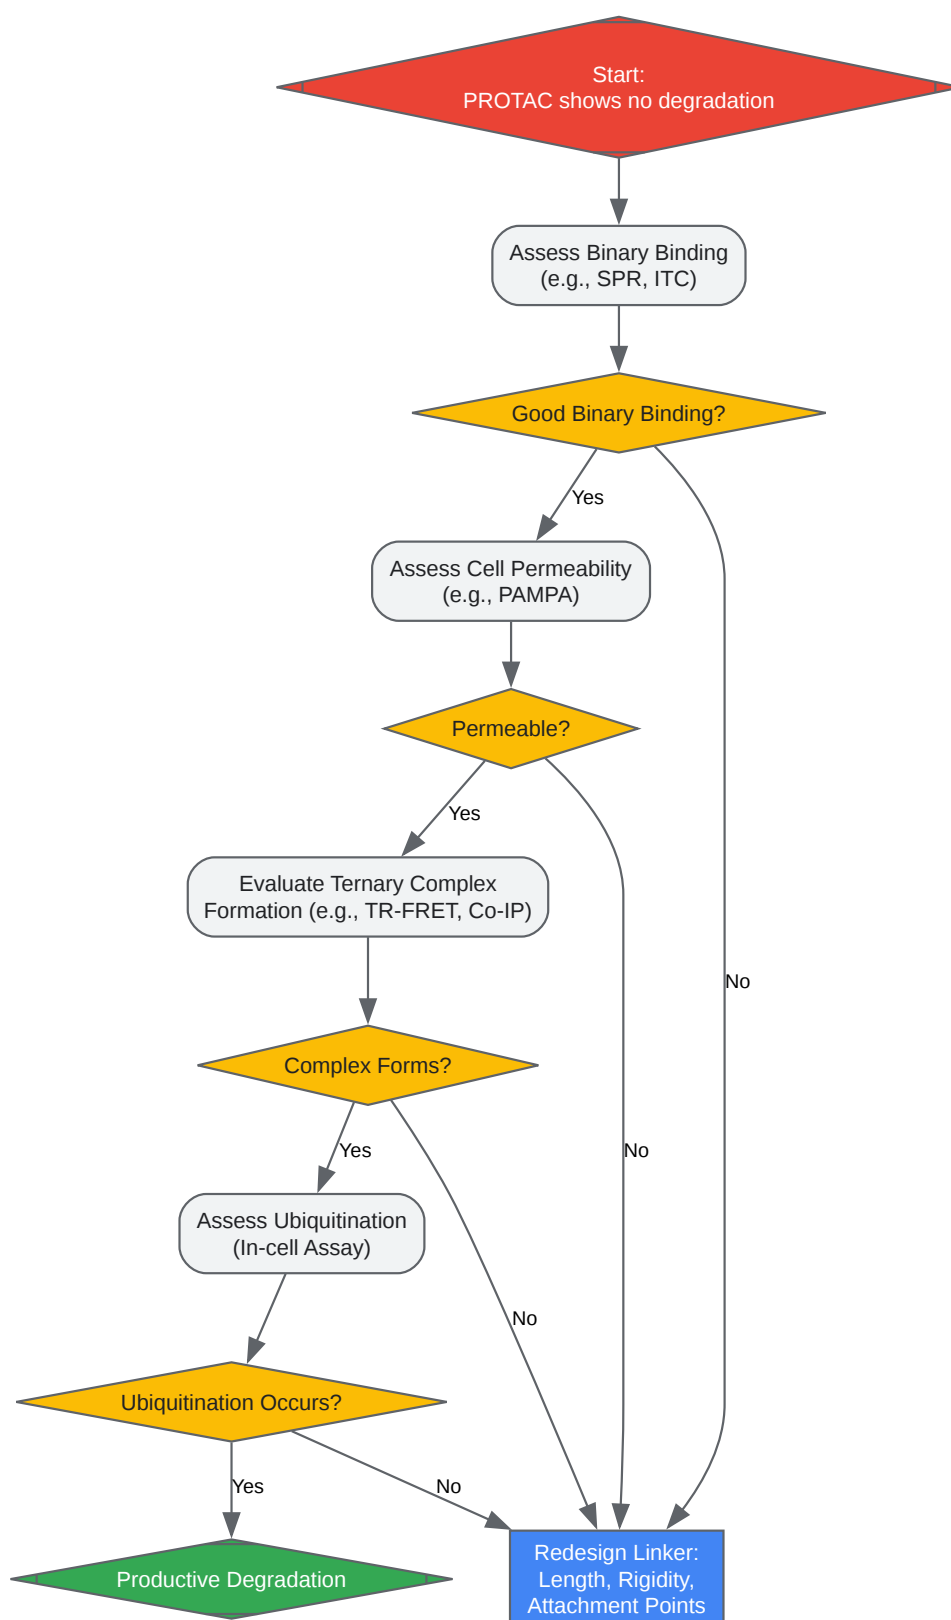 Start:
PROTAC shows no degradation
Assess Binary Binding
(e.g., SPR, ITC)
Good Binary Binding?
Yes
Assess Cell Permeability
(e.g., PAMPA)
Permeable?
Yes
Evaluate Ternary Complex
Formation (e.g., TR-FRET, Co-IP)
No
Complex Forms?
Yes
No
Assess Ubiquitination
(In-cell Assay)
No
Ubiquitination Occurs?
Yes
No
Productive Degradation
Redesign Linker:
Length, Rigidity,
Attachment Points